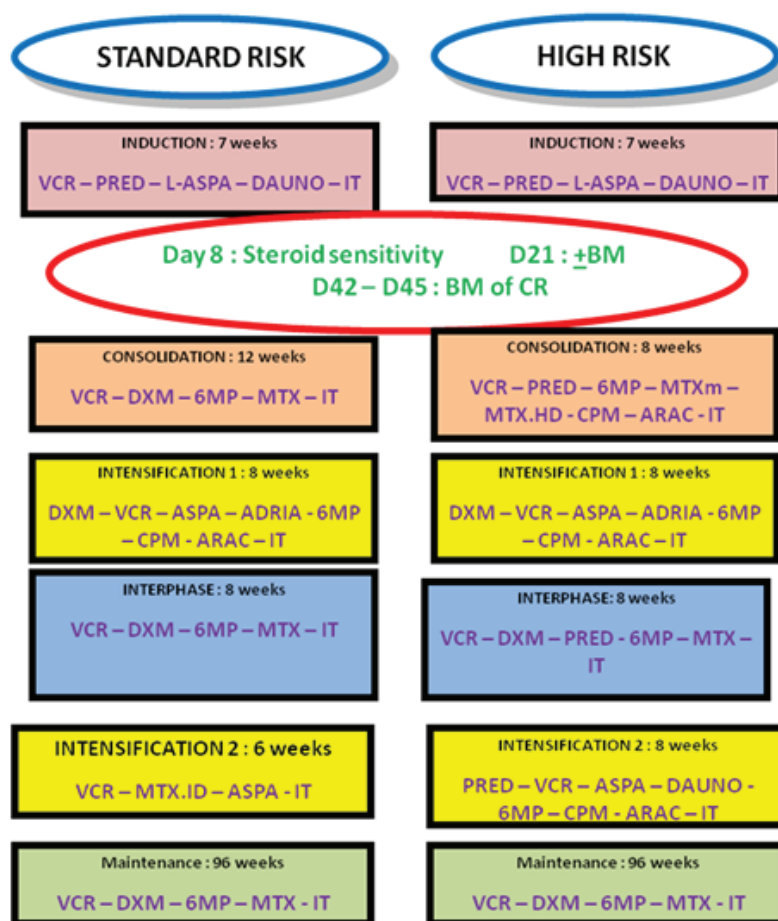 STANDARD RISK
HIGH RISK
INDUCTION : 7 weeks
VCR – PRED – L-ASPA – DAUNO – IT
INDUCTION : 7 weeks
VCR – PRED – L-ASPA – DAUNO – IT
Day 8 : Steroid sensitivity D21 : ±BM
D42 – D45 : BM of CR
CONSOLIDATION : 12 weeks
VCR – DXM – 6MP – MTX – IT
CONSOLIDATION : 8 weeks
VCR – PRED – 6MP – MTXm –
MTX.HD - CPM – ARAC - IT
INTENSIFICATION 1 : 8 weeks
DXM – VCR – ASPA – ADRIA - 6MP
– CPM - ARAC – IT
INTENSIFICATION 1 : 8 weeks
DXM – VCR – ASPA – ADRIA - 6MP
– CPM - ARAC – IT
INTERPHASE : 8 weeks
VCR – DXM – 6MP – MTX – IT
INTERPHASE: 8 weeks
VCR – DXM – PRED - 6MP – MTX –
IT
INTENSIFICATION 2 : 6 weeks
VCR – MTX.ID – ASPA - IT
INTENSIFICATION 2 : 8 weeks
PRED – VCR – ASPA – DAUNO -
6MP – CPM - ARAC – IT
Maintenance : 96 weeks
VCR – DXM – 6MP – MTX - IT
Maintenance : 96 weeks
VCR – DXM – 6MP – MTX - IT